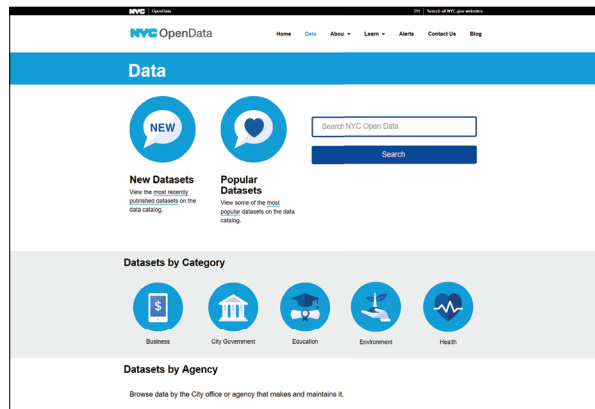 NYC OpenData 311 Search all NYC.gov websites
NYC OpenData
Home Data Abou Learn Alerts Contact Us Blog
Data
NEW
Search NYC Open Data
Search
New Datasets
View the most recently
published datasets on the
data catalog.
Popular
Datasets
View some of the most
popular datasets on the data
catalog.
Datasets by Category
$
Business City Government Education Environment Health
Datasets by Agency
Browse data by the City office or agency that makes and maintains it.